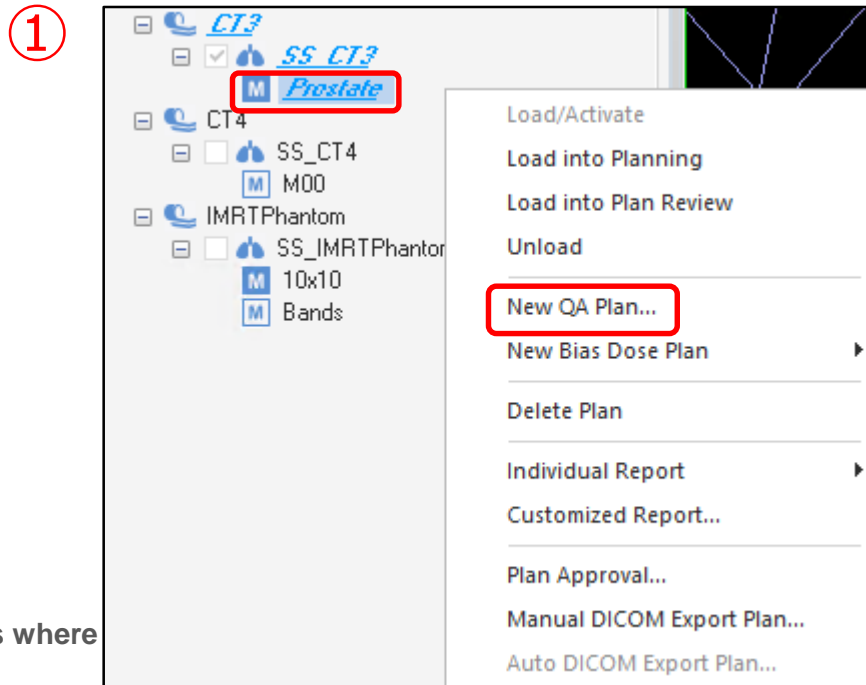 ①
CT3
SS_CT3
M Prostate
CT4
SS_CT4
M M00
IMRTPhantom
SS_IMRTPhantor
M 10x10
M Bands
Load/Activate
Load into Planning
Load into Plan Review
Unload
New QA Plan...
New Bias Dose Plan
Delete Plan
Individual Report
Customized Report...
Plan Approval...
Manual DICOM Export Plan...
Auto DICOM Export Plan...
s where